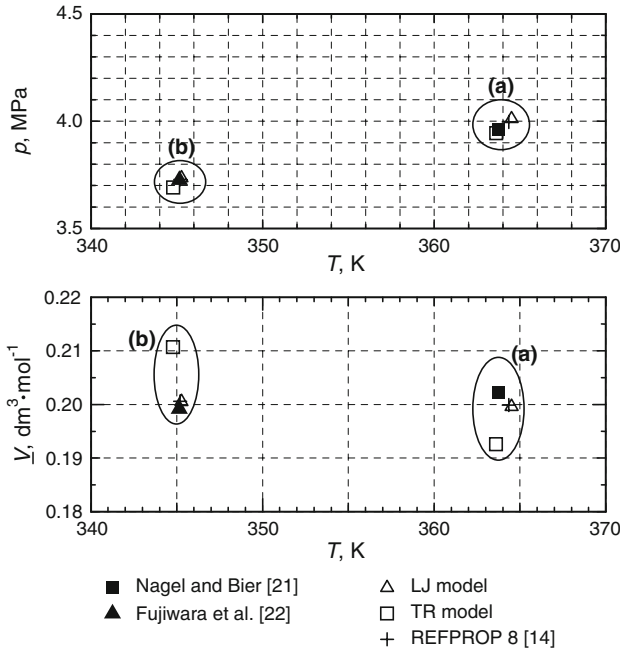 4.5
4.0
3.5
p, MPa
(a)
(b)
340 350 360 370
T, K
0.22
0.21
0.20
0.19
0.18
V, dm³·mol⁻¹
(b)
(a)
340 350 360 370
T, K
Nagel and Bier [21]
Fujiwara et al. [22]
LJ model
TR model
REFPROP 8 [14]